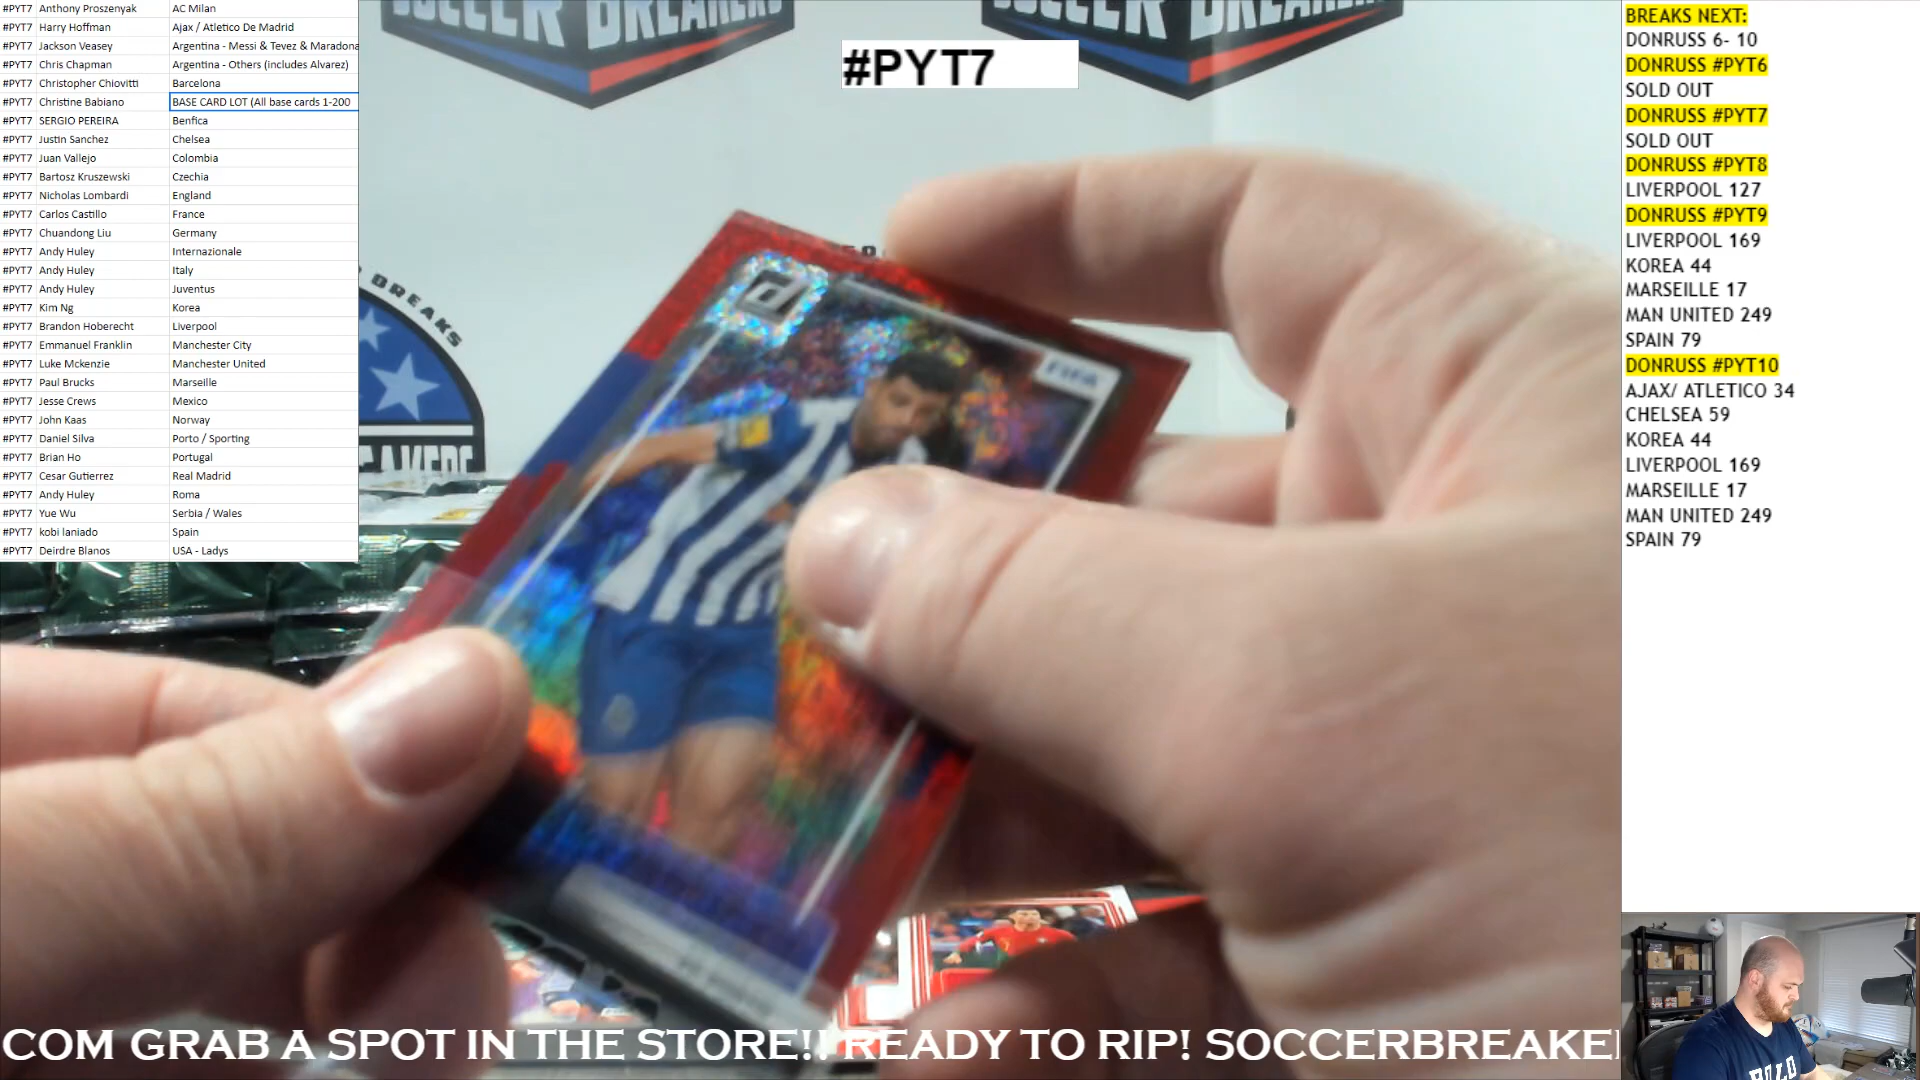 #PYT7 Anthony Proszenyak AC Milan
#PYT7 Harry Hoffman Ajax / Atletico De Madrid
#PYT7 Jackson Veasey Argentina - Messi & Tevez & Maradona
#PYT7 Chris Chapman Argentina - Others (includes Alvarez)
#PYT7 Christopher Chiovitti Barcelona
#PYT7 Christine Babiano BASE CARD LOT (All base cards 1-200
#PYT7 SERGIO PEREIRA Benfica
#PYT7 Justin Sanchez Chelsea
#PYT7 Juan Vallejo Colombia
#PYT7 Bartosz Kruszewski Czechia
#PYT7 Nicholas Lombardi England
#PYT7 Carlos Castillo France
#PYT7 Chuandong Liu Germany
#PYT7 Andy Huley Internazionale
#PYT7 Andy Huley Italy
#PYT7 Andy Huley Juventus
#PYT7 Kim Ng Korea
#PYT7 Brandon Hoberecht Liverpool
#PYT7 Emmanuel Franklin Manchester City
#PYT7 Luke Mckenzie Manchester United
#PYT7 Paul Brucks Marseille
#PYT7 Jesse Crews Mexico
#PYT7 John Kaas Norway
#PYT7 Daniel Silva Porto / Sporting
#PYT7 Brian Ho Portugal
#PYT7 Cesar Gutierrez Real Madrid
#PYT7 Andy Huley Roma
#PYT7 Yue Wu Serbia / Wales
#PYT7 kobi laniado Spain
#PYT7 Deirdre Blanos USA - Ladys
SOCCER BREAKERS
SOCCER BREAKERS
#PYT7
BREAKS
BREAKERS
FIFA
BREAKS NEXT:
DONRUSS 6- 10
DONRUSS #PYT6
SOLD OUT
DONRUSS #PYT7
SOLD OUT
DONRUSS #PYT8
LIVERPOOL 127
DONRUSS #PYT9
LIVERPOOL 169
KOREA 44
MARSEILLE 17
MAN UNITED 249
SPAIN 79
DONRUSS #PYT10
AJAX/ ATLETICO 34
CHELSEA 59
KOREA 44
LIVERPOOL 169
MARSEILLE 17
MAN UNITED 249
SPAIN 79
POLO
COM GRAB A SPOT IN THE STORE!! READY TO RIP! SOCCERBREAKE